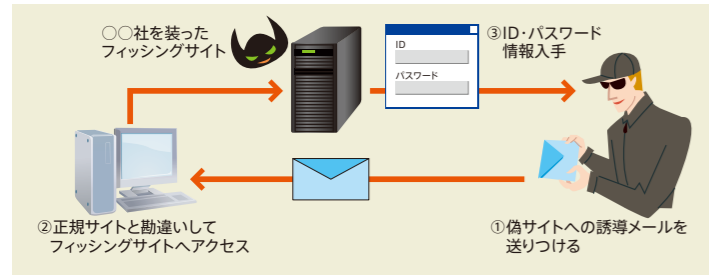 ○○社を装った
フィッシングサイト
ID
パスワード
③ID・パスワード
情報入手
②正規サイトと勘違いして
フィッシングサイトへアクセス
①偽サイトへの誘導メールを
送りつける